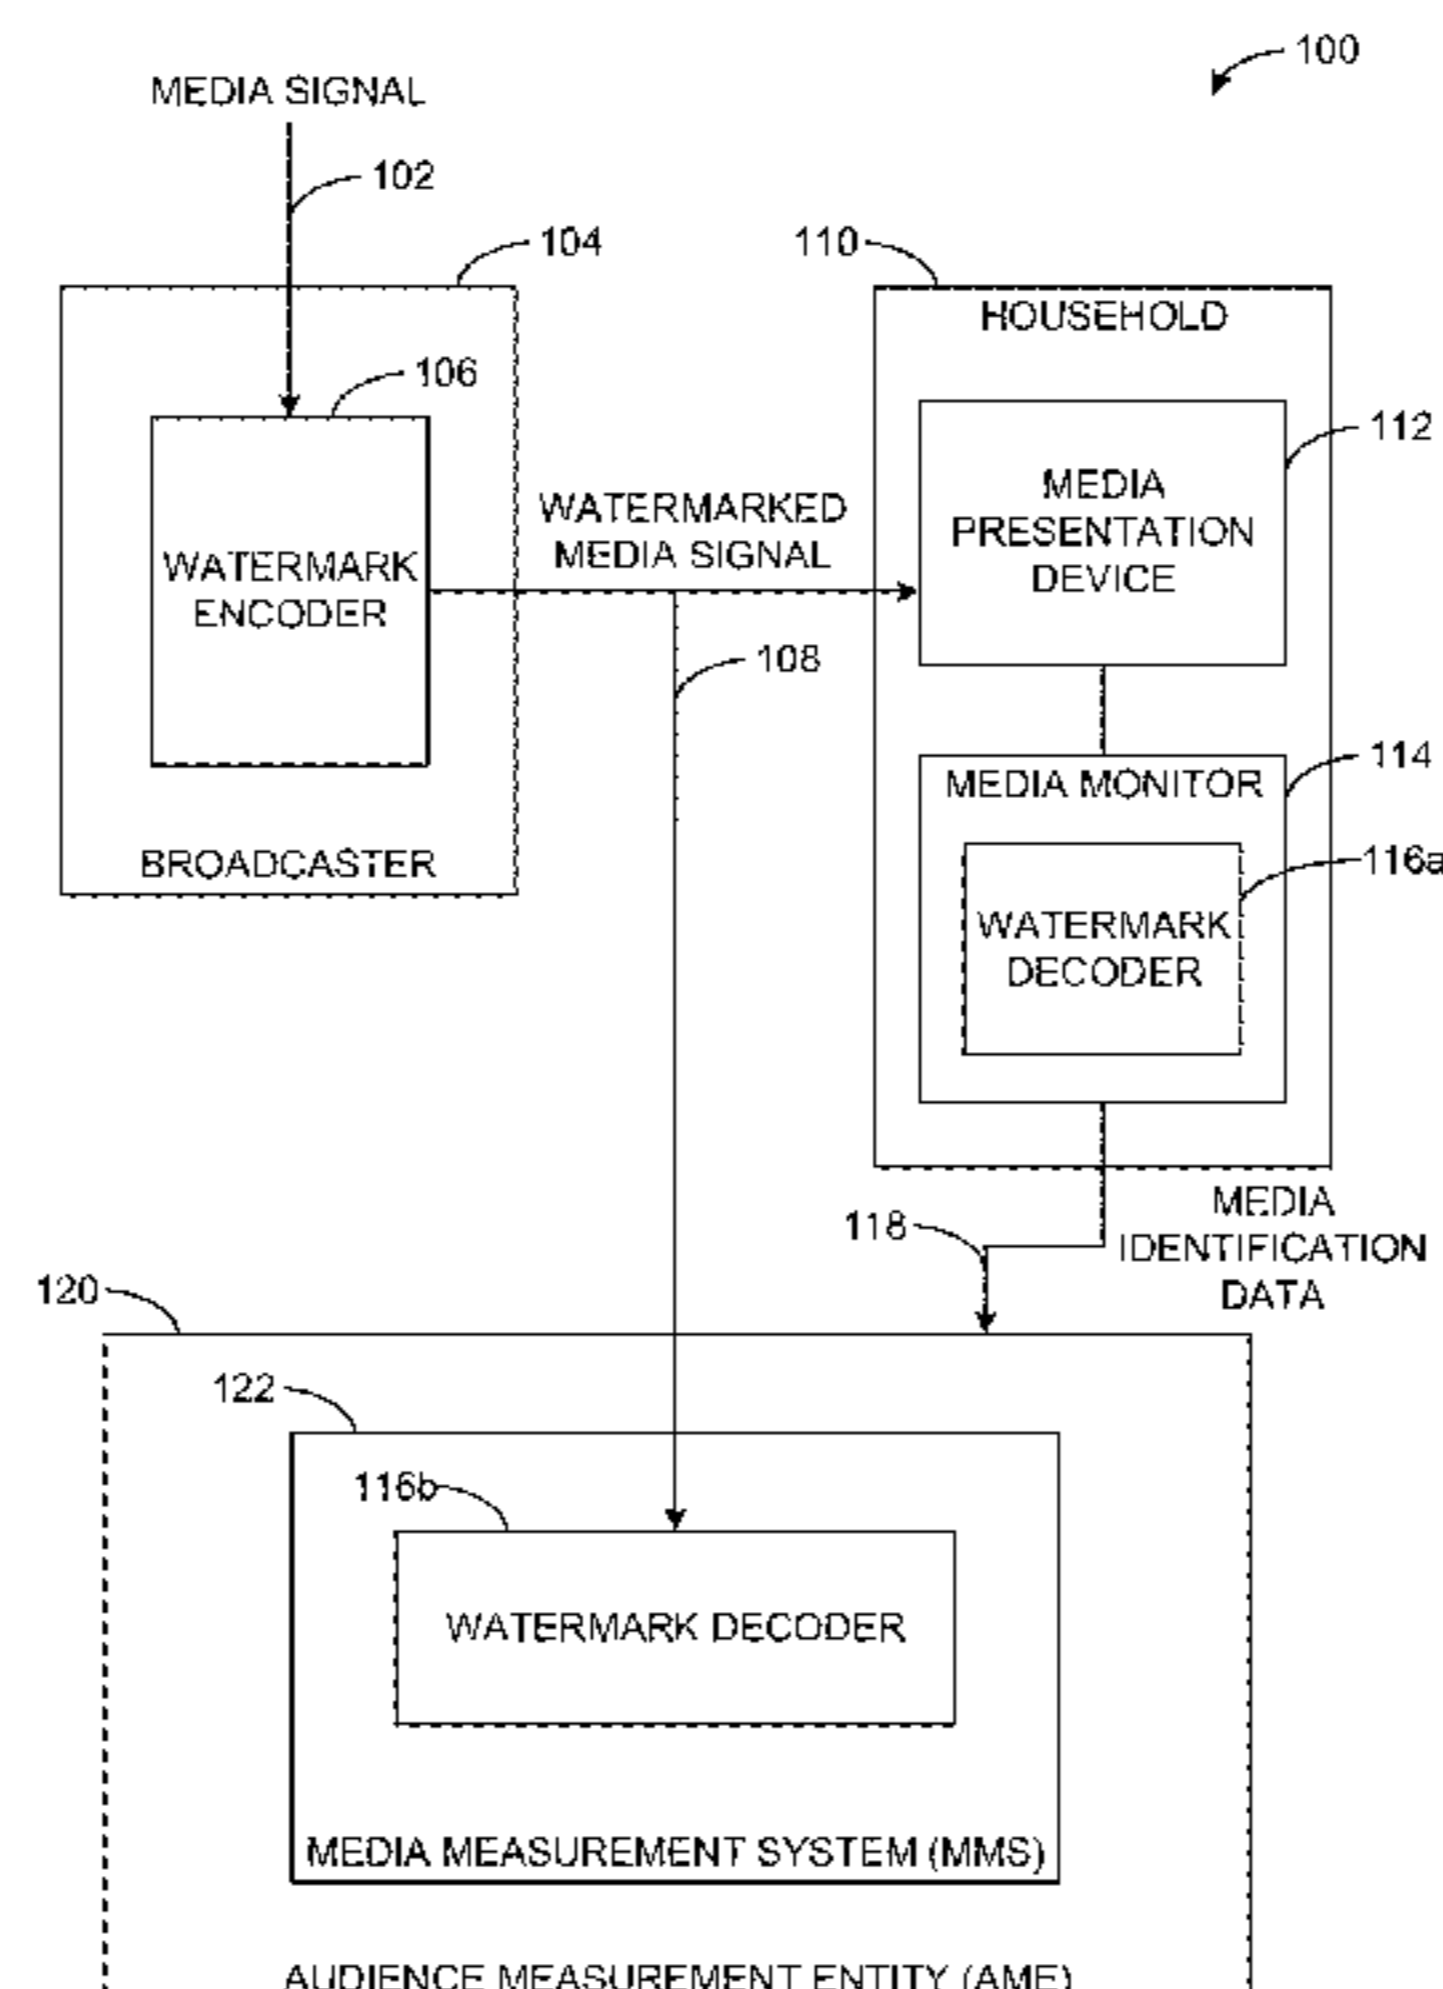 100
MEDIA SIGNAL
102
104
110
HOUSEHOLD
106
112
MEDIA
PRESENTATION
DEVICE
WATERMARKED
MEDIA SIGNAL
WATERMARK
ENCODER
108
114
MEDIA MONITOR
116a
BROADCASTER
WATERMARK
DECODER
MEDIA
IDENTIFICATION
DATA
118
120
122
116b
WATERMARK DECODER
MEDIA MEASUREMENT SYSTEM (MMS)
AUDIENCE MEASUREMENT ENTITY (AME)